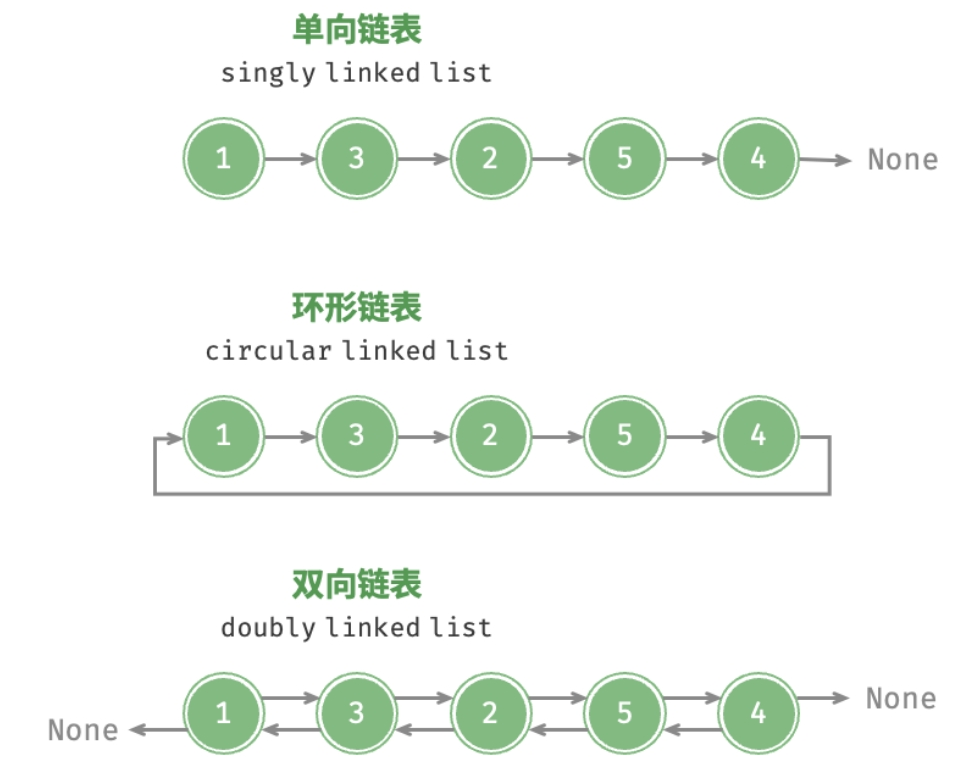 单向链表
singly linked list
1 3 2 5 4 None
环形链表
circular linked list
1 3 2 5 4
双向链表
doubly linked list
1 3 2 5 4 None
None